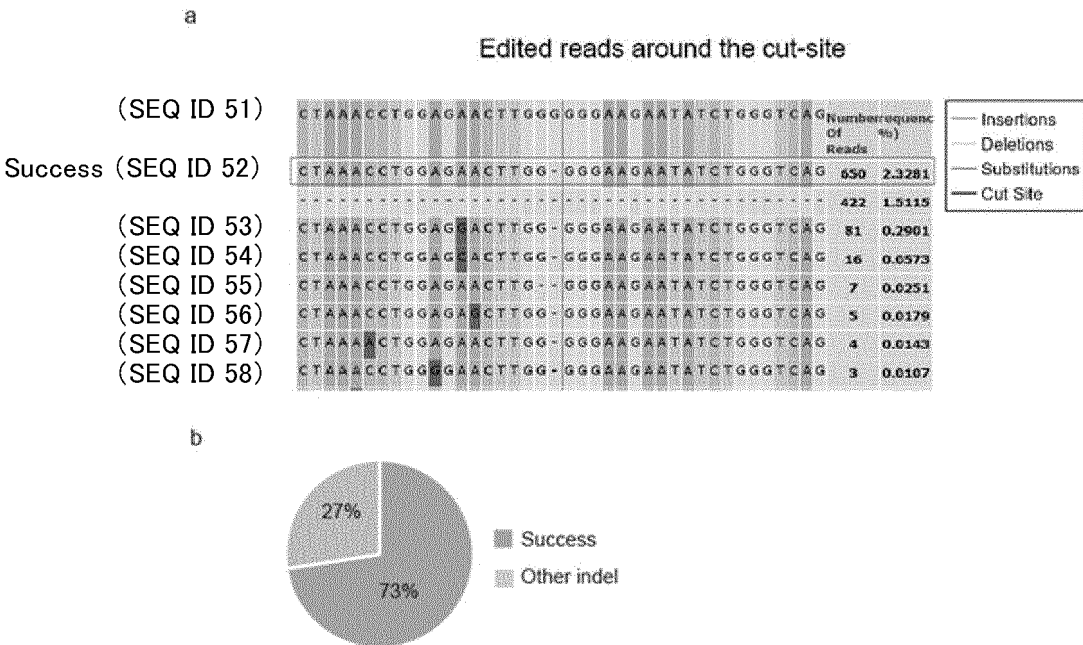 a
Edited reads around the cut-site
(SEQ ID 51) CTAAACCTGGAGAACTTGGGGGGAAGAATATCTGGGTCAG
Number
Of
Reads
%)
Success (SEQ ID 52) CTAAACCTGGAGAACTTGG-GGGAAGAATATCTGGGTCAG 650 2.3281
---------------------------------------- 422 1.5115
(SEQ ID 53) CTAAACCTGGAGGACTTGG-GGGAAGAATATCTGGGTCAG 81 0.2901
(SEQ ID 54) CTAAACCTGGAGCACTTGG-GGGAAGAATATCTGGGTCAG 16 0.0573
(SEQ ID 55) CTAAACCTGGAGAACTTG--GGGAAGAATATCTGGGTCAG 7 0.0251
(SEQ ID 56) CTAAACCTGGAGAGCTTGG-GGGAAGAATATCTGGGTCAG 5 0.0179
(SEQ ID 57) CTAAAACTGGAGAACTTGG-GGGAAGAATATCTGGGTCAG 4 0.0143
(SEQ ID 58) CTAAACCTGGGGAACTTGG-GGGAAGAATATCTGGGTCAG 3 0.0107
Insertions
Deletions
Substitutions
Cut Site
b
27%
73%
Success
Other indel